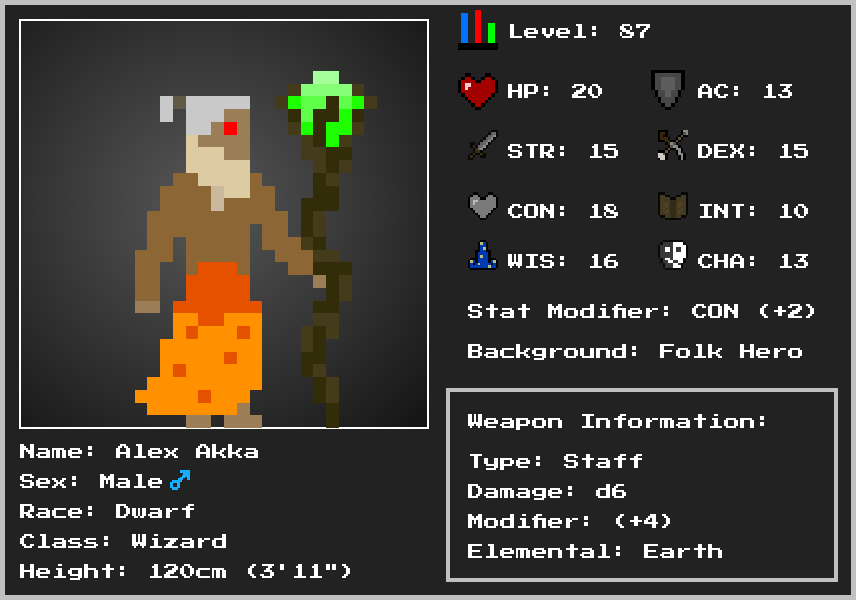 Level: 87
HP: 20
AC: 13
STR: 15
DEX: 15
CON: 18
INT: 10
WIS: 16
CHA: 13
Stat Modifier: CON (+2)
Background: Folk Hero
Weapon Information:
Type: Staff
Damage: d6
Modifier: (+4)
Elemental: Earth
Name: Alex Akka
Sex: Male♂
Race: Dwarf
Class: Wizard
Height: 120cm (3'11")